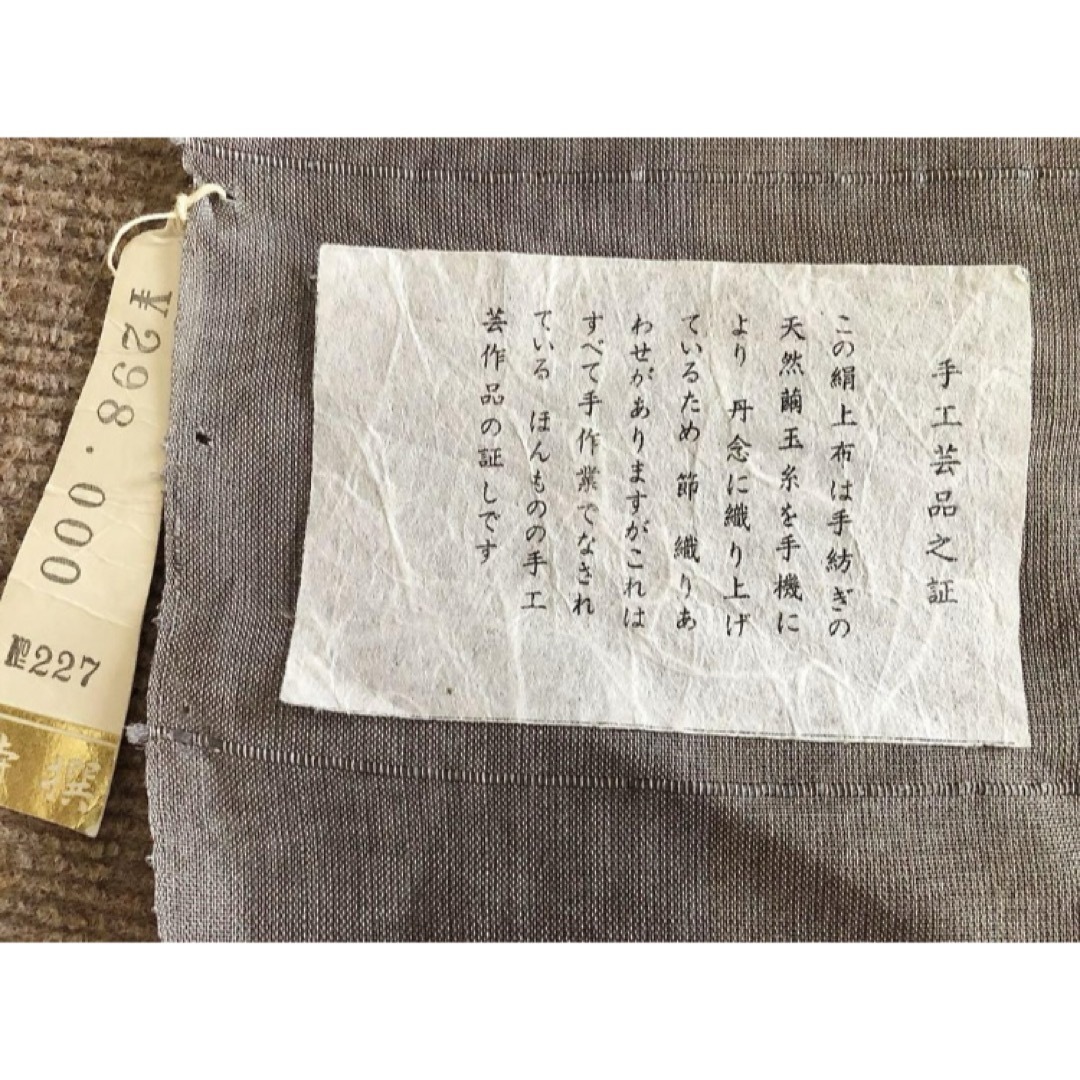 手工芸品之証
この絹上布は手紡ぎの
天然繭玉糸を手機に
より 丹念に織り上げ
ているため 節 織りあ
わせがありますがこれは
すべて手作業でなされ
ている ほんものの手工
芸作品の証しです
¥298.000
227
撰